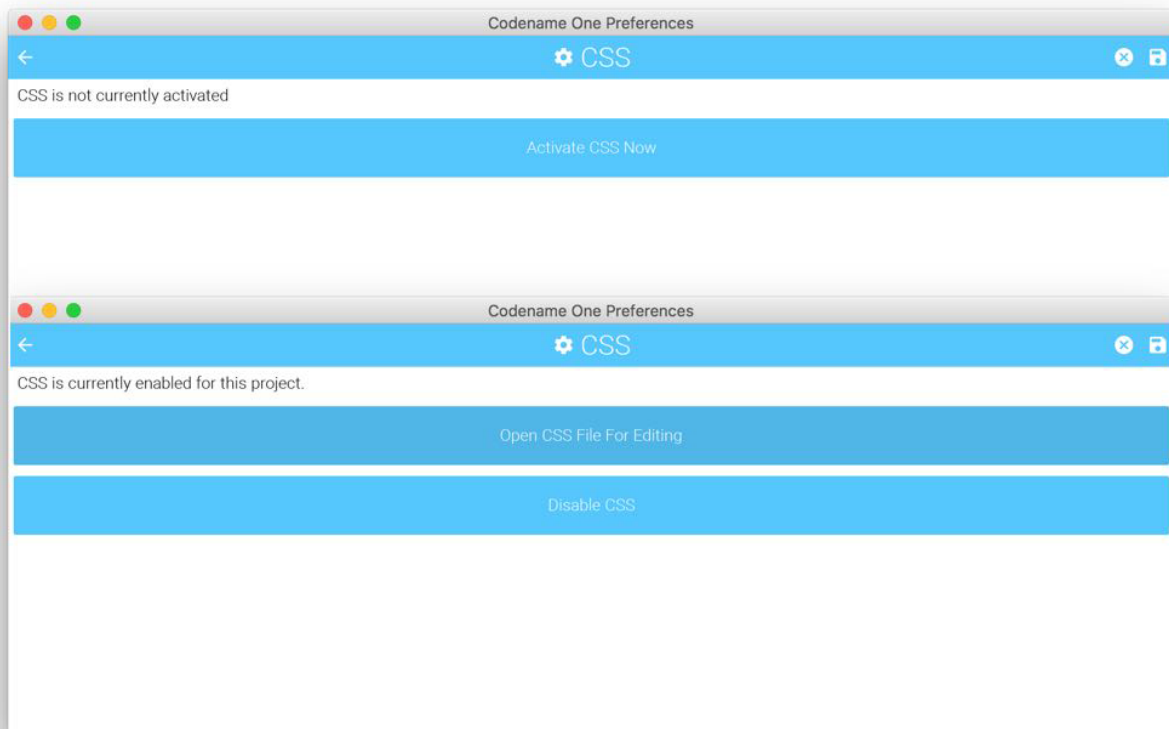 Codename One Preferences
CSS
CSS is not currently activated
Activate CSS Now
Codename One Preferences
CSS
CSS is currently enabled for this project.
Open CSS File For Editing
Disable CSS